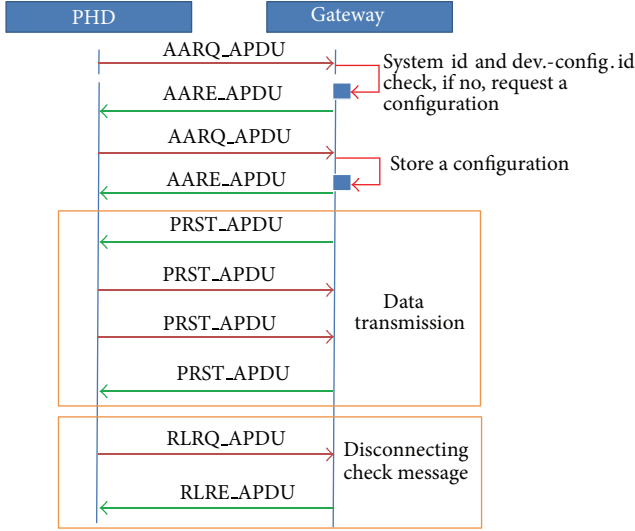 PHD
Gateway
AARQ_APDU
System id and dev.-config.id
check, if no, request a
configuration
AARE_APDU
AARQ_APDU
Store a configuration
AARE_APDU
PRST_APDU
PRST_APDU
Data
transmission
PRST_APDU
PRST_APDU
RLRQ_APDU
Disconnecting
check message
RLRE_APDU